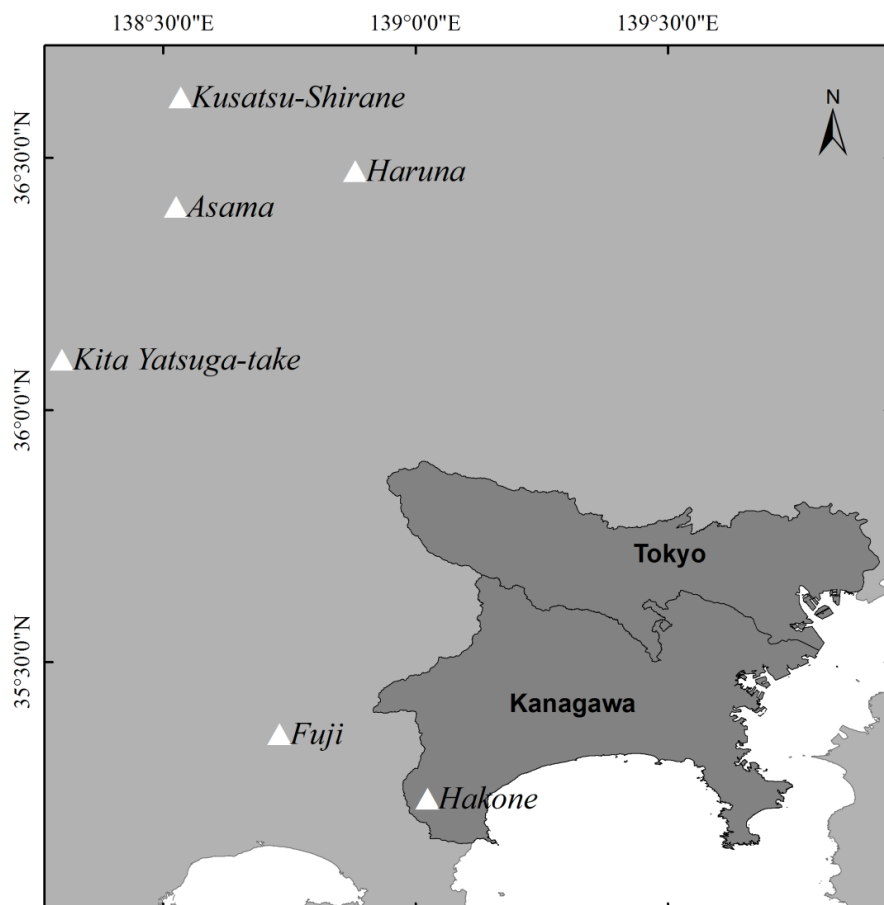 138°30'0"E 139°0'0"E 139°30'0"E
N
Kusatsu-Shirane
36°30'0"N
Haruna
Asama
Kita Yatsuga-take
36°0'0"N
Tokyo
35°30'0"N
Kanagawa
Fuji
Hakone